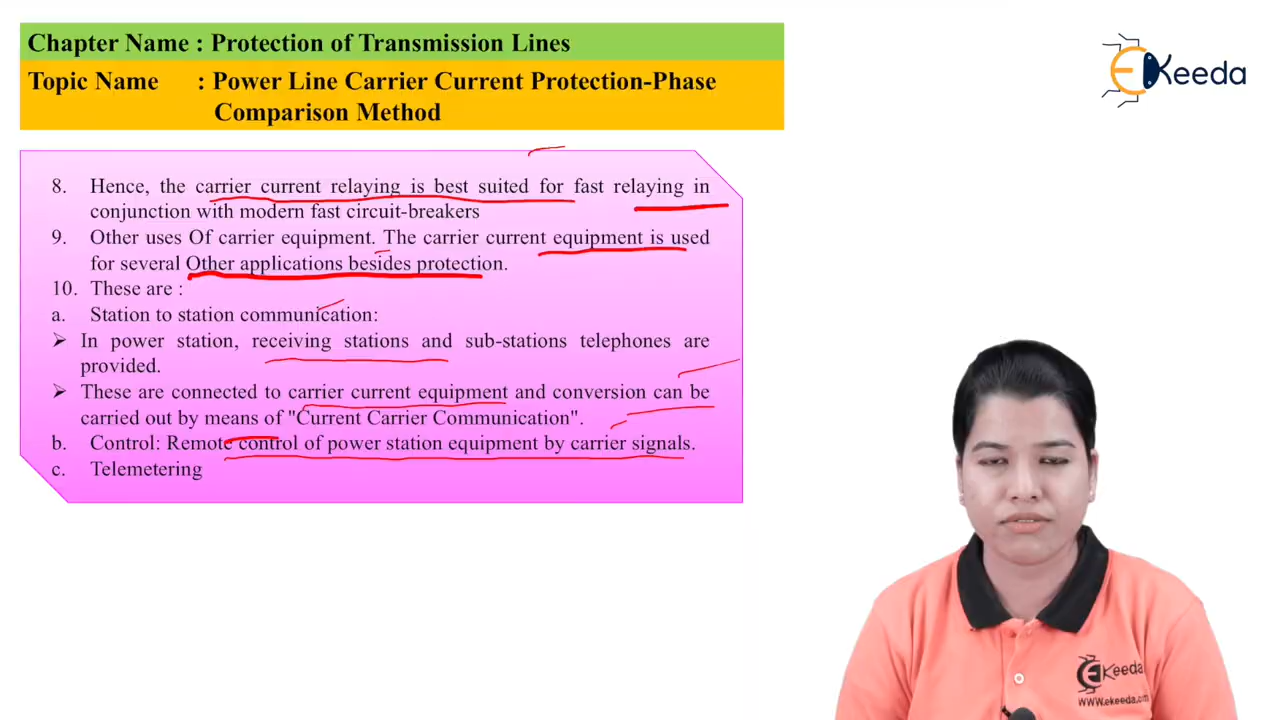 Chapter Name : Protection of Transmission Lines
Topic Name : Power Line Carrier Current Protection-Phase
Comparison Method
Keeda
8. Hence, the carrier current relaying is best suited for fast relaying in
conjunction with modern fast circuit-breakers
9. Other uses Of carrier equipment. The carrier current equipment is used
for several Other applications besides protection.
10. These are :
a. Station to station communication:
➤ In power station, receiving stations and sub-stations telephones are
provided.
➤ These are connected to carrier current equipment and conversion can be
carried out by means of "Current Carrier Communication".
b. Control: Remote control of power station equipment by carrier signals.
c. Telemetering
Keeda
www.ekeeda.com